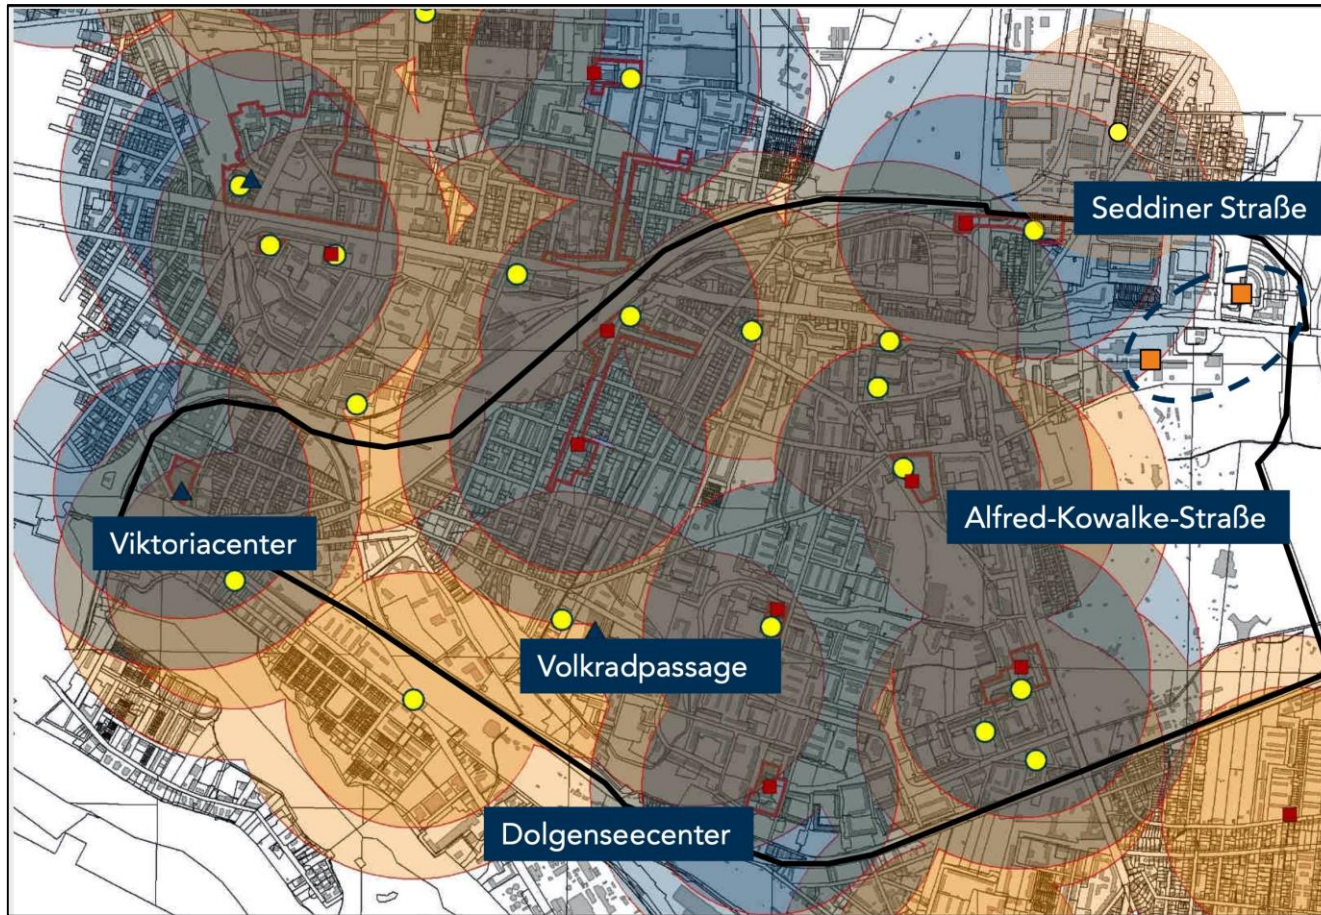 Seddiner Straße
Alfred-Kowalke-Straße
Viktoriacenter
Volkradpassage
Dolgenseecenter